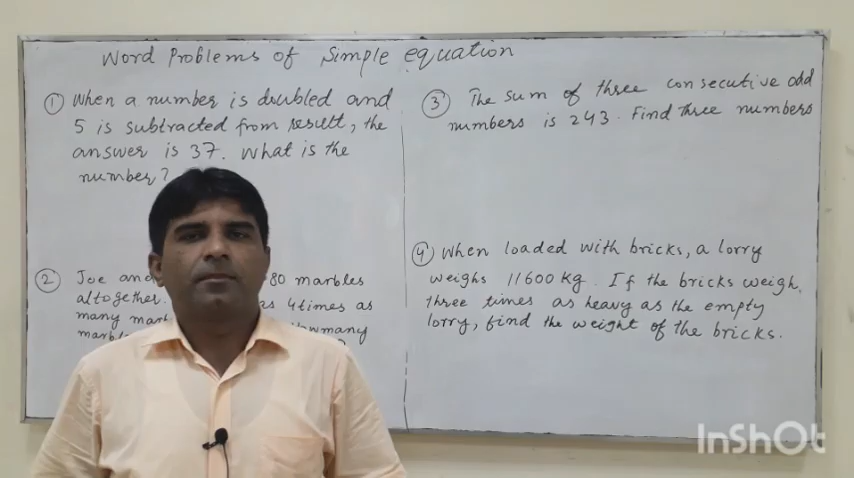 Word Problems of Simple equation
① When a number is doubled and
5 is subtracted from result, the
answer is 37. What is the
number?
② Joe and 80 marbles
altogether. as 4 times as
many
marb
③ The sum of three consecutive odd
numbers is 243. Find three numbers
④ When loaded with bricks, a lorry
weighs 11600 Kg. If the bricks weigh
three times as heavy as the empty
lorry, find the weight of the bricks.
InShOt